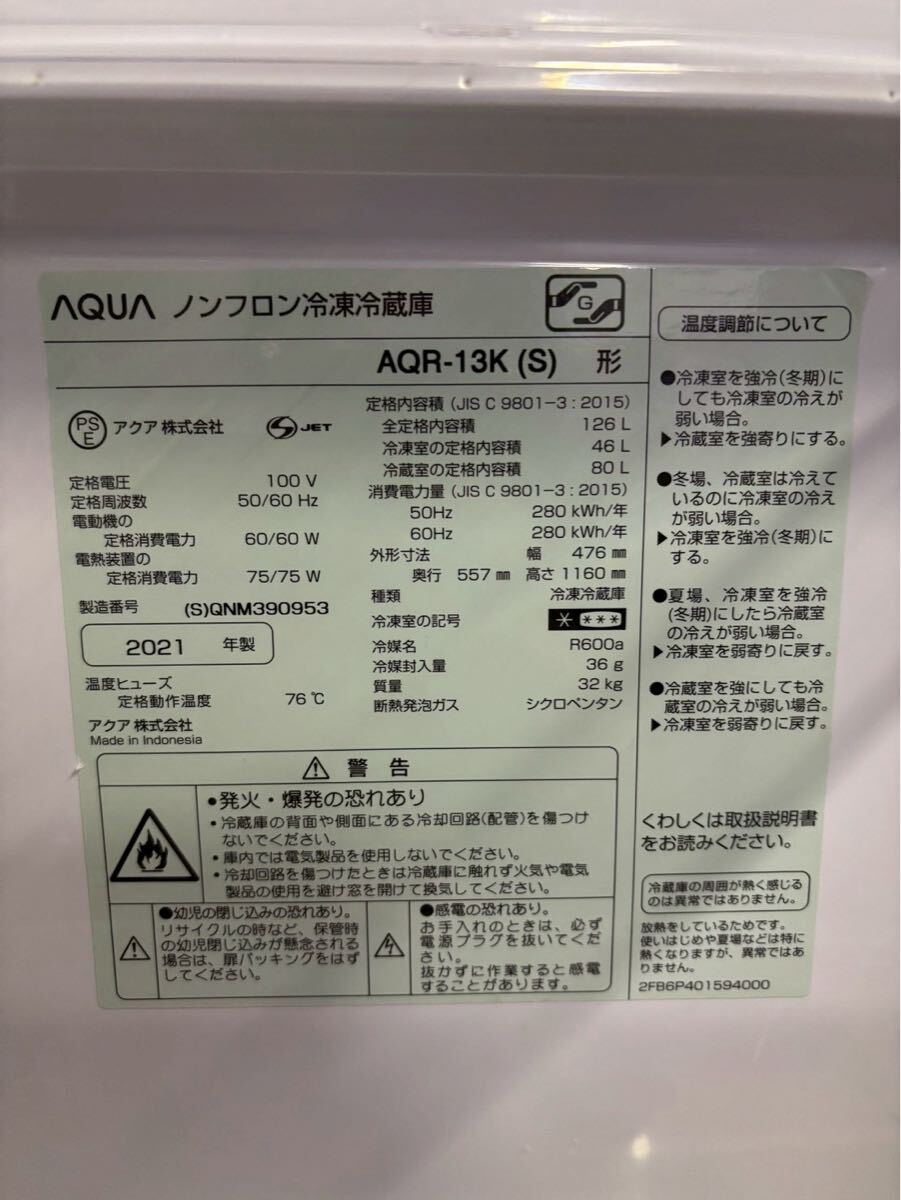 AQUA ノンフロン冷凍冷蔵庫
G
AQR-13K (S) 形
PS
E
アクア 株式会社
JET
定格電圧 100 V
定格周波数 50/60 Hz
電動機の
定格消費電力 60/60 W
電熱装置の
定格消費電力 75/75 W
製造番号 (S)QNM390953
2021 年製
温度ヒューズ
定格動作温度 76 ℃
アクア 株式会社
Made in Indonesia
定格内容積 (JIS C 9801-3 : 2015)
全定格内容積 126 L
冷凍室の定格内容積 46 L
冷蔵室の定格内容積 80 L
消費電力量 (JIS C 9801-3 : 2015)
50Hz 280 kWh/年
60Hz 280 kWh/年
外形寸法 幅 476 ㎜
奥行 557 ㎜ 高さ 1160 ㎜
種類 冷凍冷蔵庫
冷凍室の記号 * ***
冷媒名 R600a
冷媒封入量 36 g
質量 32 kg
断熱発泡ガス シクロペンタン
警 告
●発火・爆発の恐れあり
・冷蔵庫の背面や側面にある冷却回路(配管)を傷つけ
ないでください。
・庫内では電気製品を使用しないでください。
・冷却回路を傷つけたときは冷蔵庫に触れず火気や電気
製品の使用を避け窓を開けて換気してください。
●幼児の閉じ込みの恐れあり。
リサイクルの時など、保管時
の幼児閉じ込みが懸念される
場合は、扉パッキングをはず
してください。
●感電の恐れあり。
お手入れのときは、必ず
電源プラグを抜いてくだ
さい。
抜かずに作業すると感電
することがあります。
温度調節について
●冷凍室を強冷(冬期)に
しても冷凍室の冷えが
弱い場合。
▶冷蔵室を強寄りにする。
●冬場、冷蔵室は冷えて
いるのに冷凍室の冷え
が弱い場合。
▶冷凍室を強冷(冬期)に
する。
●夏場、冷凍室を強冷
(冬期)にしたら冷蔵室
の冷えが弱い場合。
▶冷凍室を弱寄りに戻す。
●冷蔵室を強にしても冷
蔵室の冷えが弱い場合。
▶冷凍室を弱寄りに戻す。
くわしくは取扱説明書
をお読みください。
冷蔵庫の周囲が熱く感じる
のは異常ではありません。
放熱をしているためです。
使いはじめや夏場などは特に
熱くなりますが、異常ではあ
りません。
2FB6P401594000